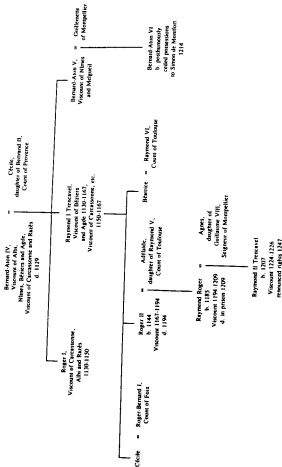 Bernard-Aton IV,
Viscount of Albi,
Nîmes, Béziers and Agde,
Viscount of Carcassonne and Razès
d. 1129
=
Cécile,
daughter of Bertrand II,
Count of Provence
Roger I,
Viscount of Carcassonne,
Albi and Razès
1130-1150
Raymond I Trencavel,
Viscount of Béziers
and Agde 1130-1167,
Viscount of Carcassonne, etc.
1150-1167
Bernard-Aton V,
Viscount of Nîmes
and Melgueil
=
Guillemette
of Montpellier
Bernard-Aton VI
b. posthumously
ceded possessions
to Simon de Montfort
1214
Cécile
=
Roger-Bernard I,
Count of Foix
Roger II
b. 1144
Viscount 1167-1194
d. 1194
=
Adélaïde,
daughter of Raymond V,
Count of Toulouse
Beatrice
=
Raymond VI,
Count of Toulouse
Raymond Roger
b. 1185
Viscount 1194-1209
d. in prison 1209
=
Agnes,
daughter of
Guillaume VIII,
Seigneur of Montpellier
Raymond II Trencavel
b. 1207
Viscount 1224-1226
renounced rights 1247